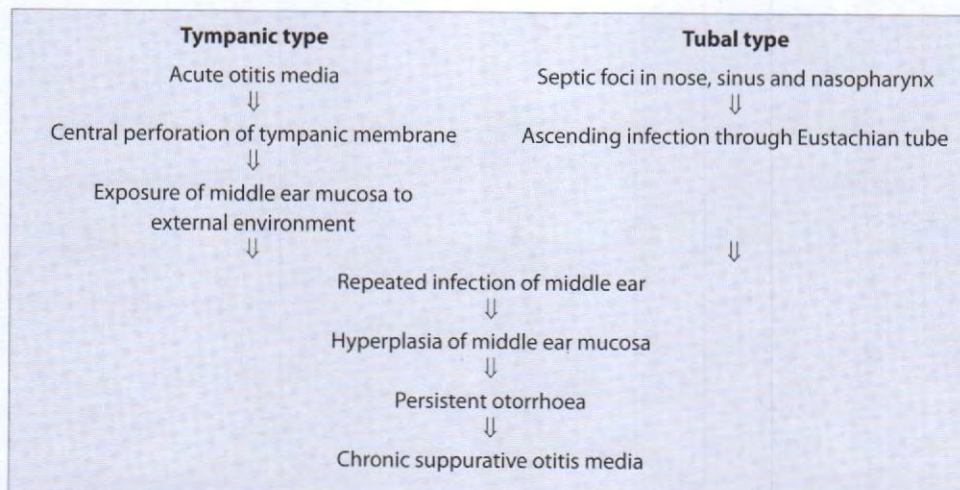 Tympanic type
Acute otitis media
⇓
Central perforation of tympanic membrane
⇓
Exposure of middle ear mucosa to
external environment
⇓
Tubal type
Septic foci in nose, sinus and nasopharynx
⇓
Ascending infection through Eustachian tube
⇓
Repeated infection of middle ear
⇓
Hyperplasia of middle ear mucosa
⇓
Persistent otorrhoea
⇓
Chronic suppurative otitis media